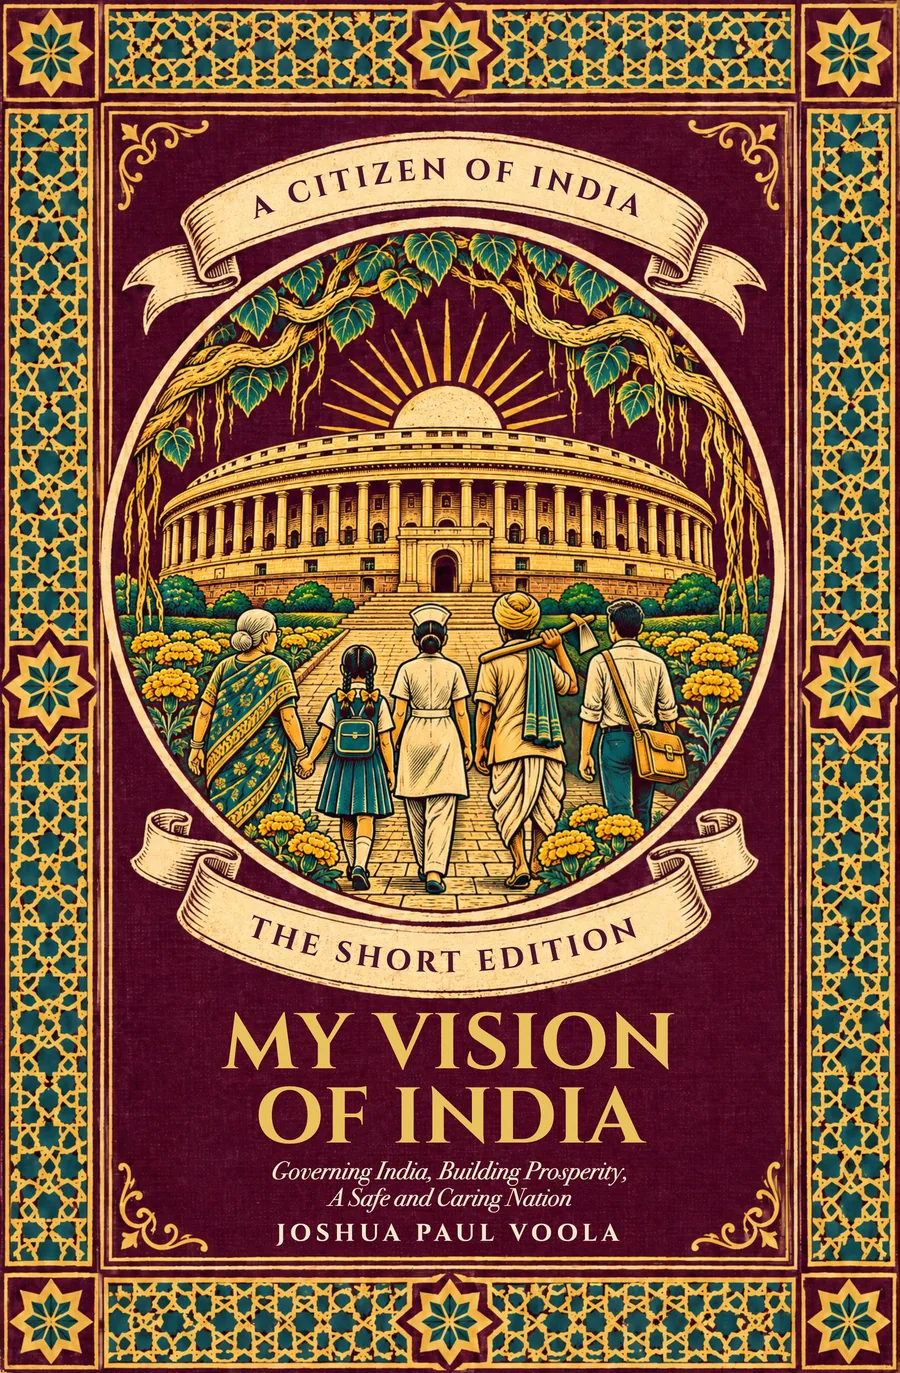 A CITIZEN OF INDIA
THE SHORT EDITION
MY VISION
OF INDIA
Governing India, Building Prosperity,
A Safe and Caring Nation
JOSHUA PAUL VOOLA